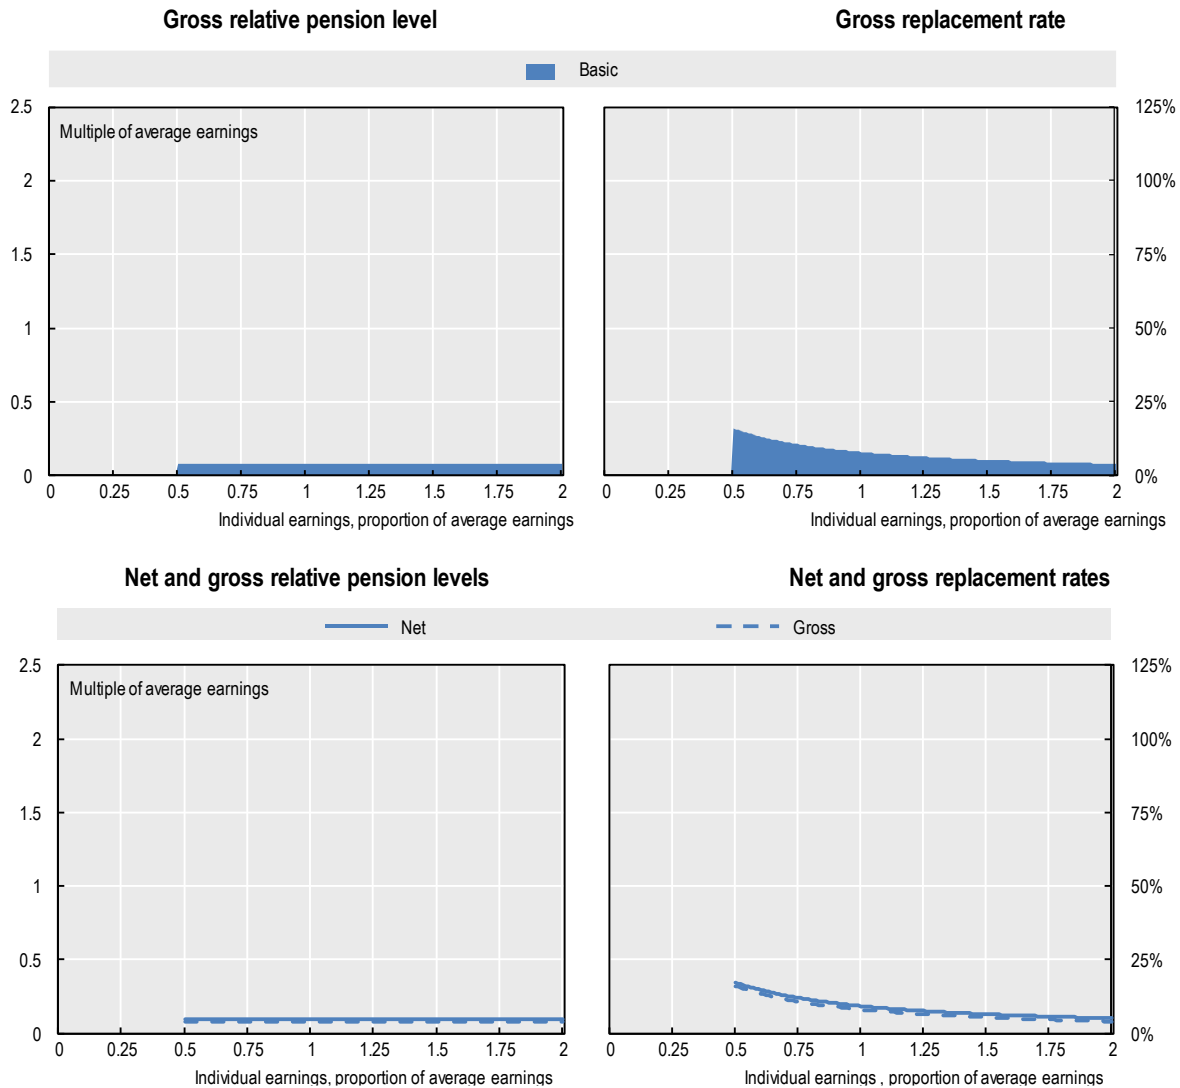 Gross relative pension level
Gross replacement rate
Basic
2.5
2
1.5
1
0.5
0
Multiple of average earnings
0 0.25 0.5 0.75 1 1.25 1.5 1.75 2
Individual earnings, proportion of average earnings
125%
100%
75%
50%
25%
0%
0 0.25 0.5 0.75 1 1.25 1.5 1.75 2
Individual earnings, proportion of average earnings
Net and gross relative pension levels
Net and gross replacement rates
Net
Gross
2.5
2
1.5
1
0.5
0
Multiple of average earnings
0 0.25 0.5 0.75 1 1.25 1.5 1.75 2
Individual earnings, proportion of average earnings
125%
100%
75%
50%
25%
0%
0 0.25 0.5 0.75 1 1.25 1.5 1.75 2
Individual earnings , proportion of average earnings